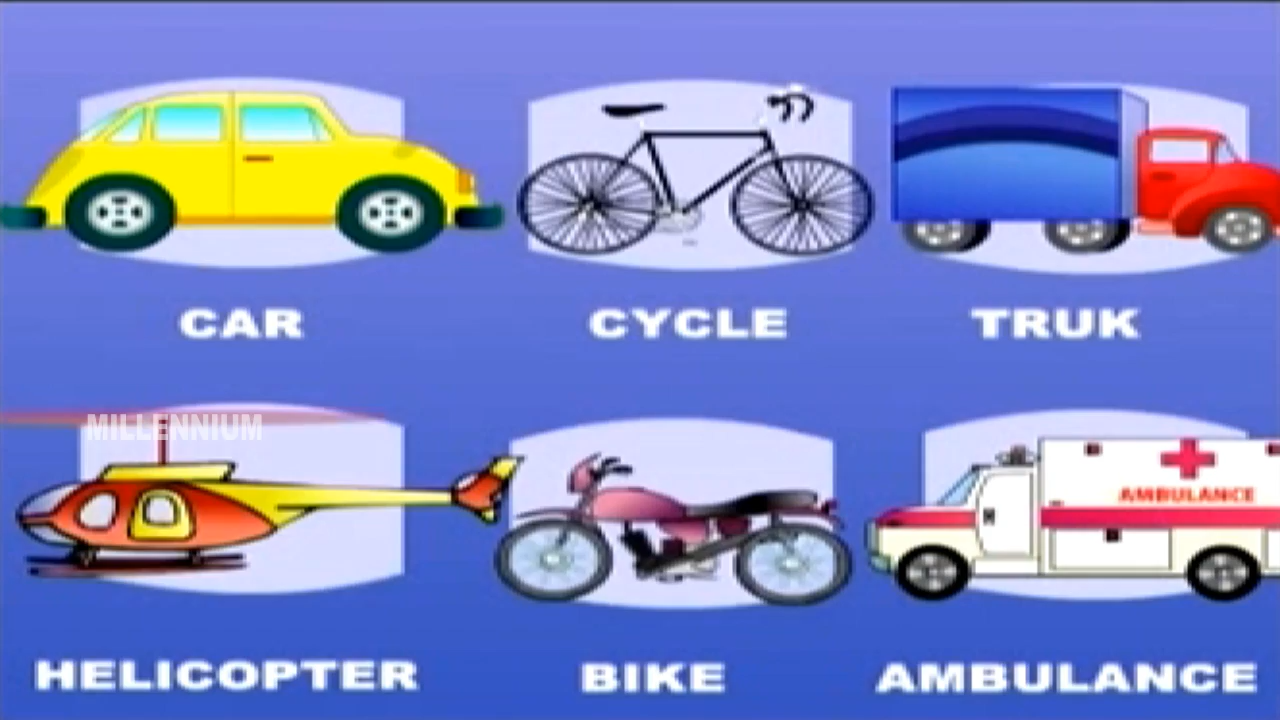 CAR
CYCLE
TRUK
MILLENNIUM
AMBULANCE
HELICOPTER
BIKE
AMBULANCE